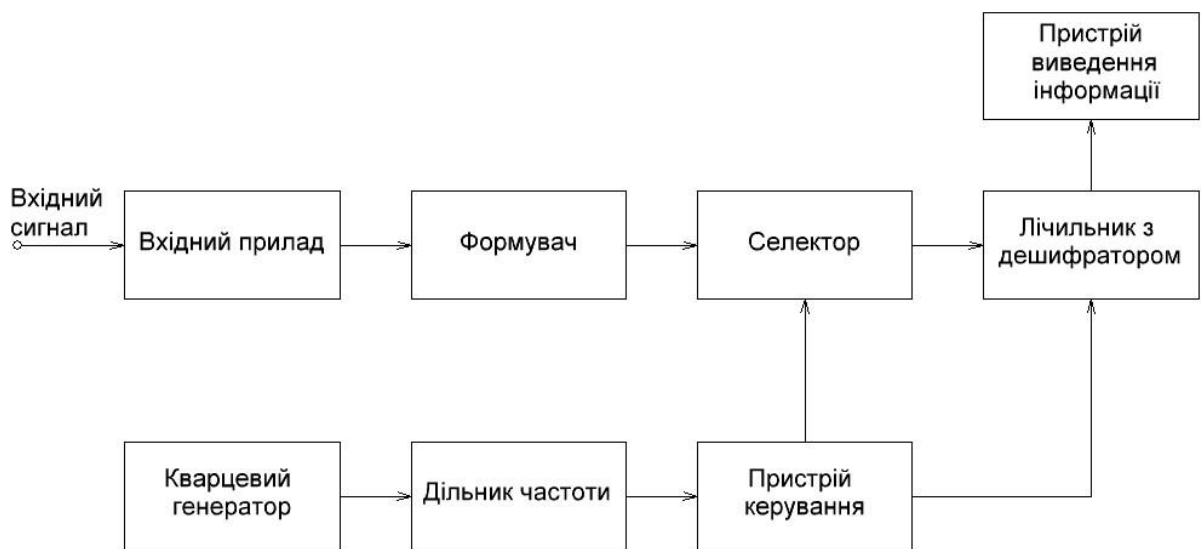 Пристрій
виведення
інформації
Вхідний
сигнал
Вхідний прилад
Формувач
Селектор
Лічильник з
дешифратором
Кварцевий
генератор
Дільник частоти
Пристрій
керування